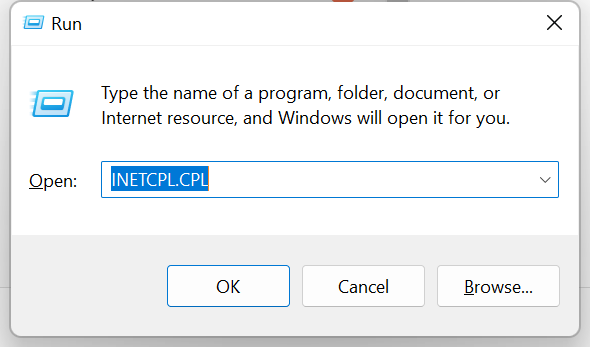 Run
Type the name of a program, folder, document, or
Internet resource, and Windows will open it for you.
Open: INETCPL.CPL
OK Cancel Browse...